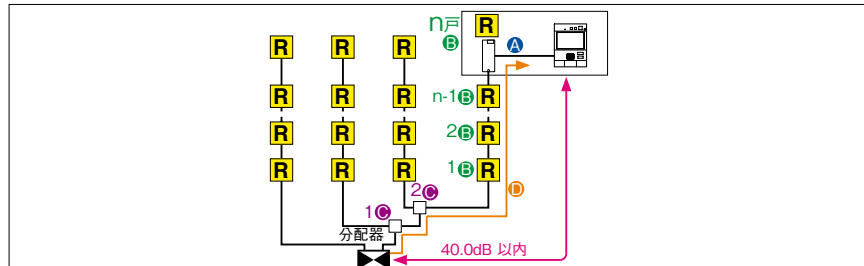 n戸
R
B
A
R R R
R R R n-1 B R
R R R 2 B R
R R R 1 B R
2 C
D
1 C
分配器
40.0dB 以内